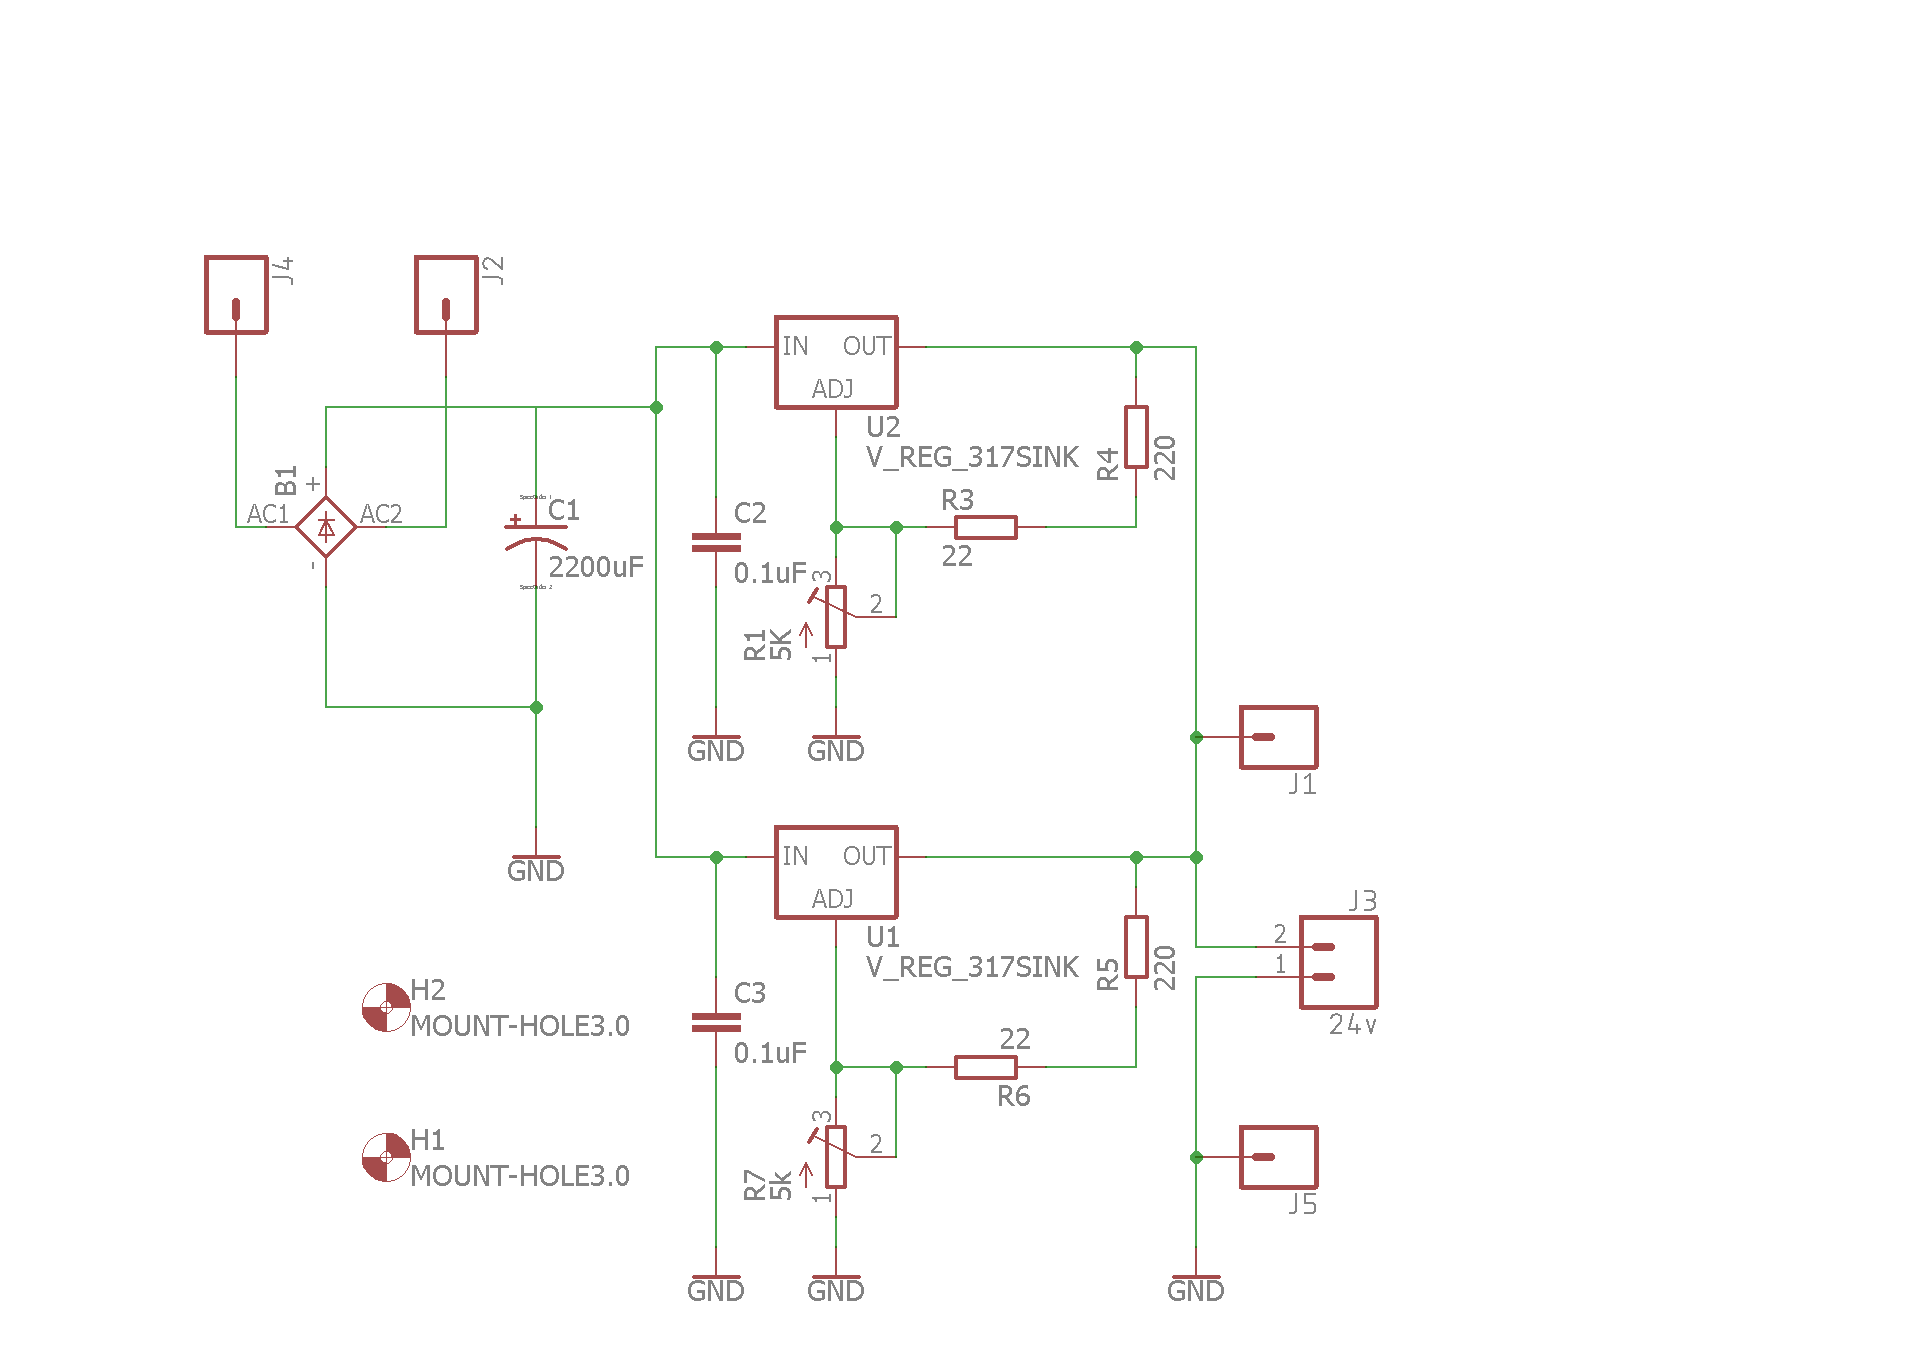 J4
J2
IN OUT
ADJ
U2
V_REG_317SINK
R4
220
B1
+
AC1 AC2
-
+
C1
2200uF
C2
0.1uF
R3
22
3
2
1
R1
5K
GND
GND
J1
GND
IN OUT
ADJ
U1
V_REG_317SINK
R5
220
J3
2
1
24v
H2
MOUNT-HOLE3.0
C3
0.1uF
22
R6
H1
MOUNT-HOLE3.0
3
2
1
R7
5k
J5
GND
GND
GND